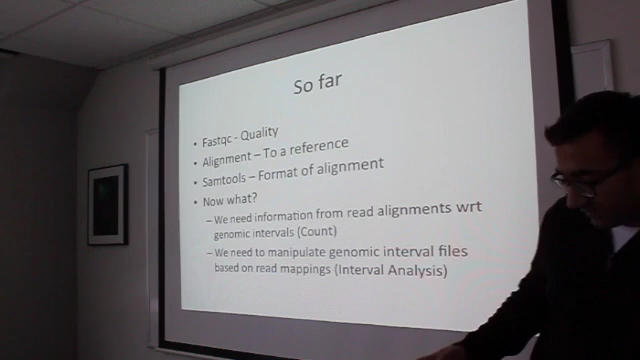 So far
• Fastqc - Quality
• Alignment – To a reference
• Samtools – Format of alignment
• Now what?
– We need information from read alignments wrt
genomic intervals (Count)
– We need to manipulate genomic interval files
based on read mappings (Interval Analysis)